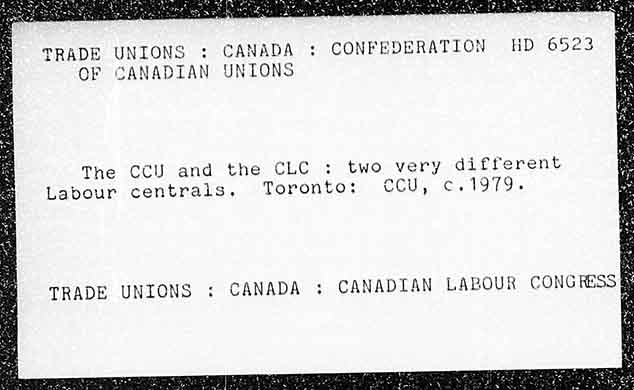 TRADE UNIONS : CANADA : CONFEDERATION HD 6523
OF CANADIAN UNIONS
The CCU and the CLC : two very different
Labour centrals. Toronto: CCU, c.1979.
TRADE UNIONS : CANADA : CANADIAN LABOUR CONGRESS